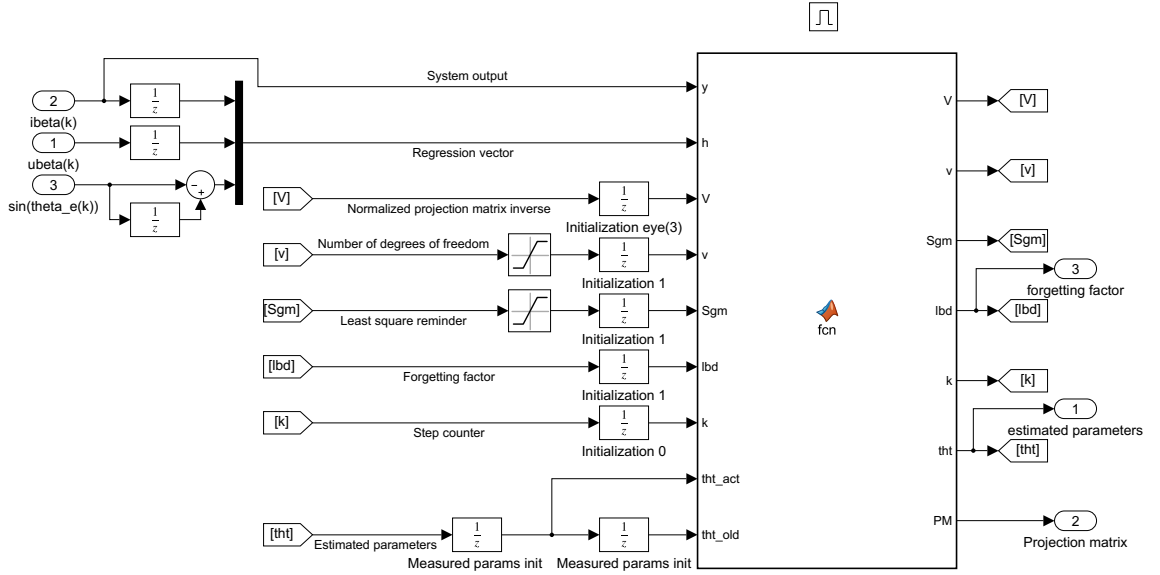 System output
y
V
[V]
2
1
z
ibeta(k)
1
1
z
h
Regression vector
ubeta(k)
3
−
+
sin(theta_e(k))
1
z
[V]
Normalized projection matrix inverse
1
z
V
Initialization eye(3)
v
[v]
[v]
Number of degrees of freedom
1
z
v
Initialization 1
Sgm
[Sgm]
3
forgetting factor
[Sgm]
Least square reminder
1
z
Sgm
Initialization 1
fcn
lbd
[lbd]
[lbd]
Forgetting factor
1
z
lbd
Initialization 1
k
[k]
[k]
Step counter
1
z
k
Initialization 0
1
estimated parameters
tht
[tht]
tht_act
[tht]
Estimated parameters
1
z
Measured params init
1
z
Measured params init
tht_old
PM
2
Projection matrix